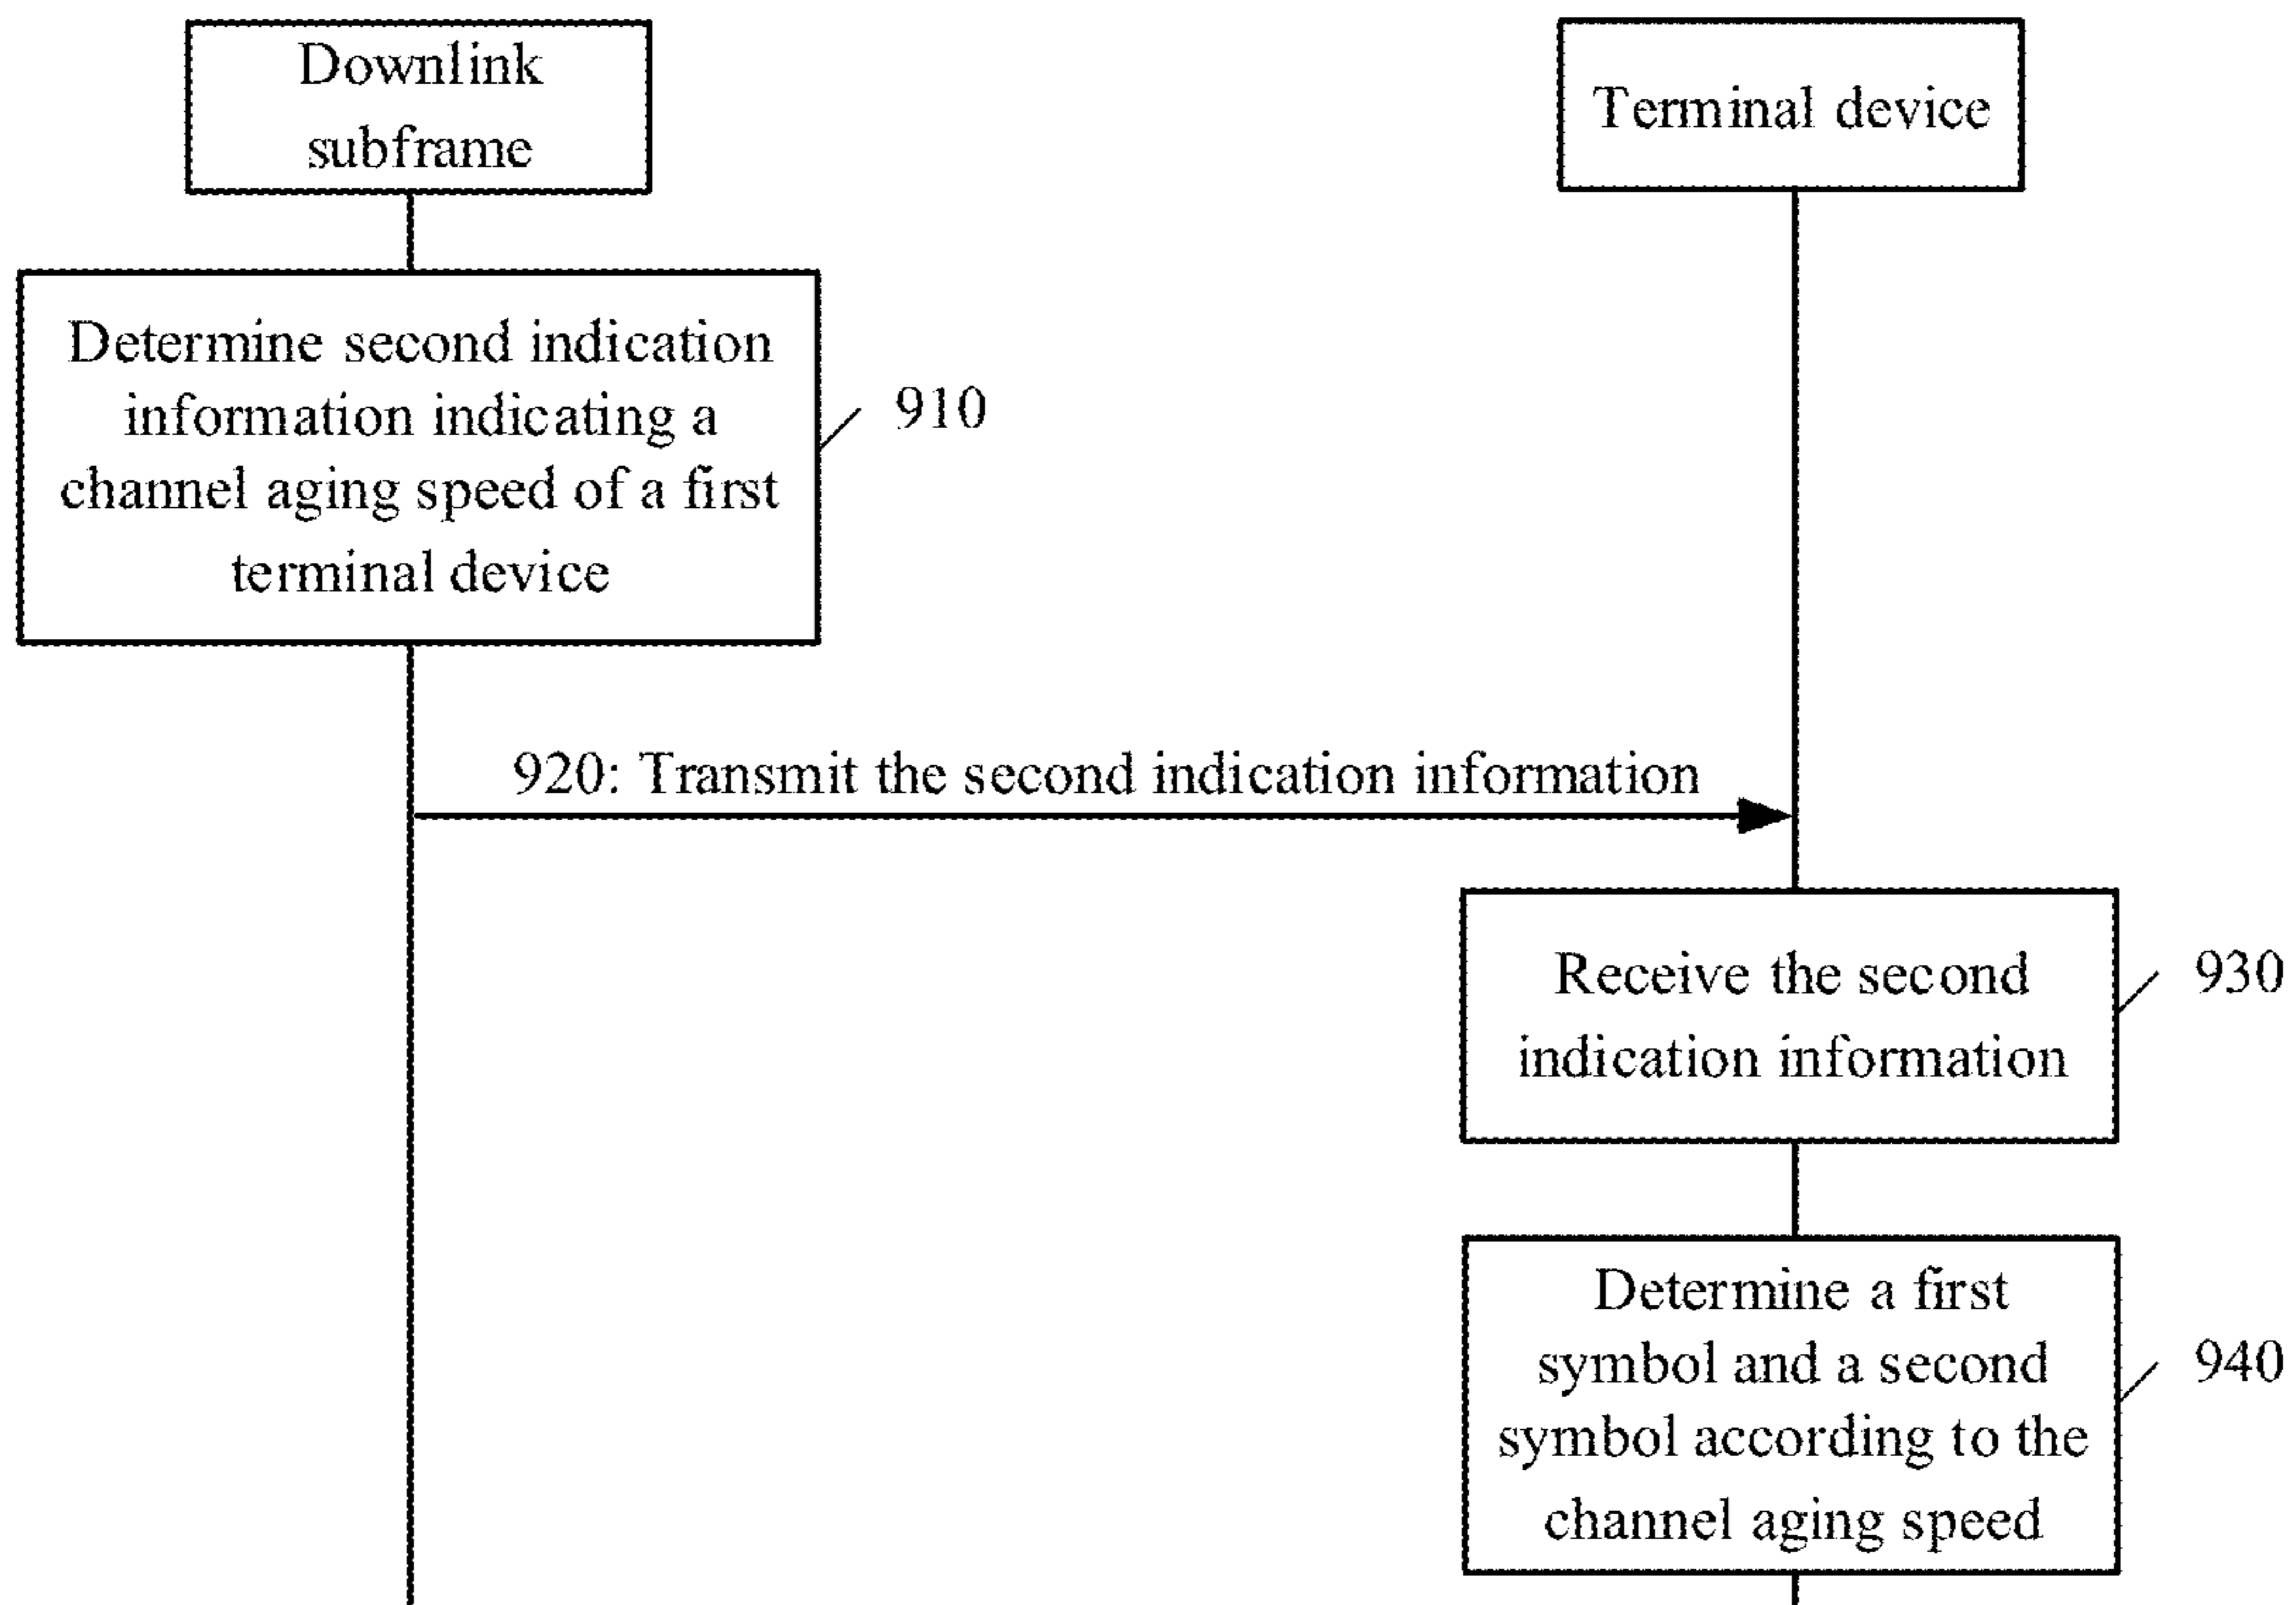 Downlink
subframe
Terminal device
Determine second indication
information indicating a
channel aging speed of a first
terminal device
910
920: Transmit the second indication information
Receive the second
indication information
930
Determine a first
symbol and a second
symbol according to the
channel aging speed
940